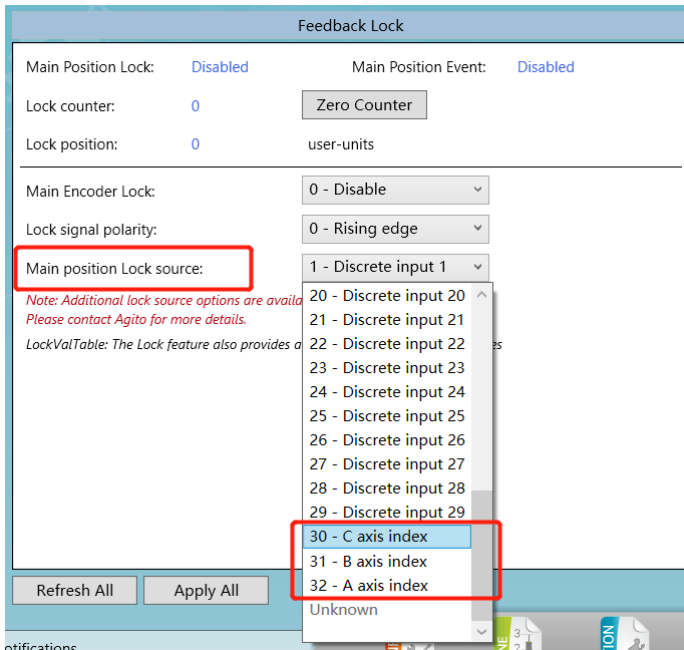 Feedback Lock
Main Position Lock: Disabled Main Position Event: Disabled
Lock counter: 0 Zero Counter
Lock position: 0 user-units
Main Encoder Lock: 0 - Disable
Lock signal polarity: 0 - Rising edge
Main position Lock source: 1 - Discrete input 1
Note: Additional lock source options are
Please contact Agito for more details.
LockValTable: The Lock feature also provides
20 - Discrete input 20
21 - Discrete input 21
22 - Discrete input 22
23 - Discrete input 23
24 - Discrete input 24
25 - Discrete input 25
26 - Discrete input 26
27 - Discrete input 27
28 - Discrete input 28
29 - Discrete input 29
30 - C axis index
31 - B axis index
32 - A axis index
Unknown
Refresh All Apply All